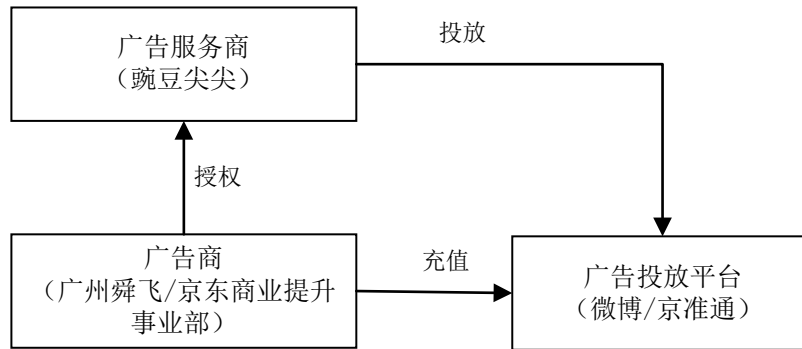 广告服务商
（豌豆尖尖）
投放
授权
广告商
（广州舜飞/京东商业提升
事业部）
充值
广告投放平台
（微博/京准通）